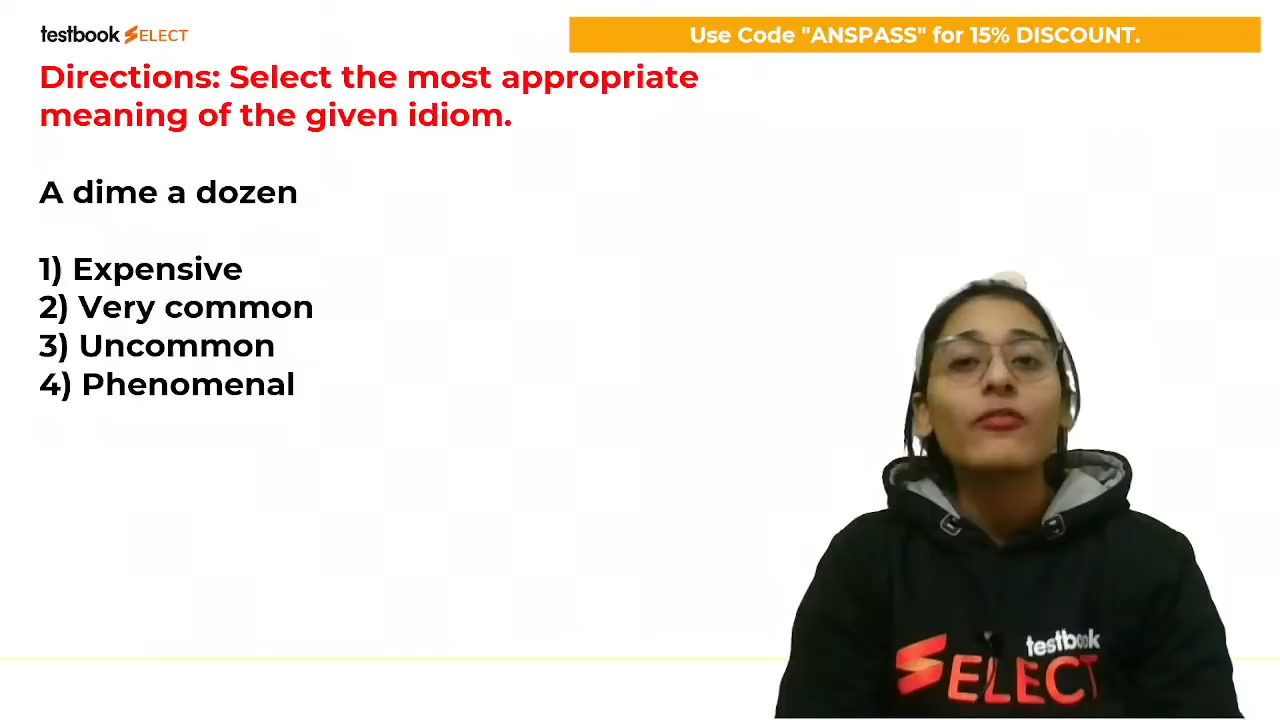 testbook SELECT
Use Code "ANSPASS" for 15% DISCOUNT.
Directions: Select the most appropriate
meaning of the given idiom.
A dime a dozen
1) Expensive
2) Very common
3) Uncommon
4) Phenomenal
testbook
SELECT